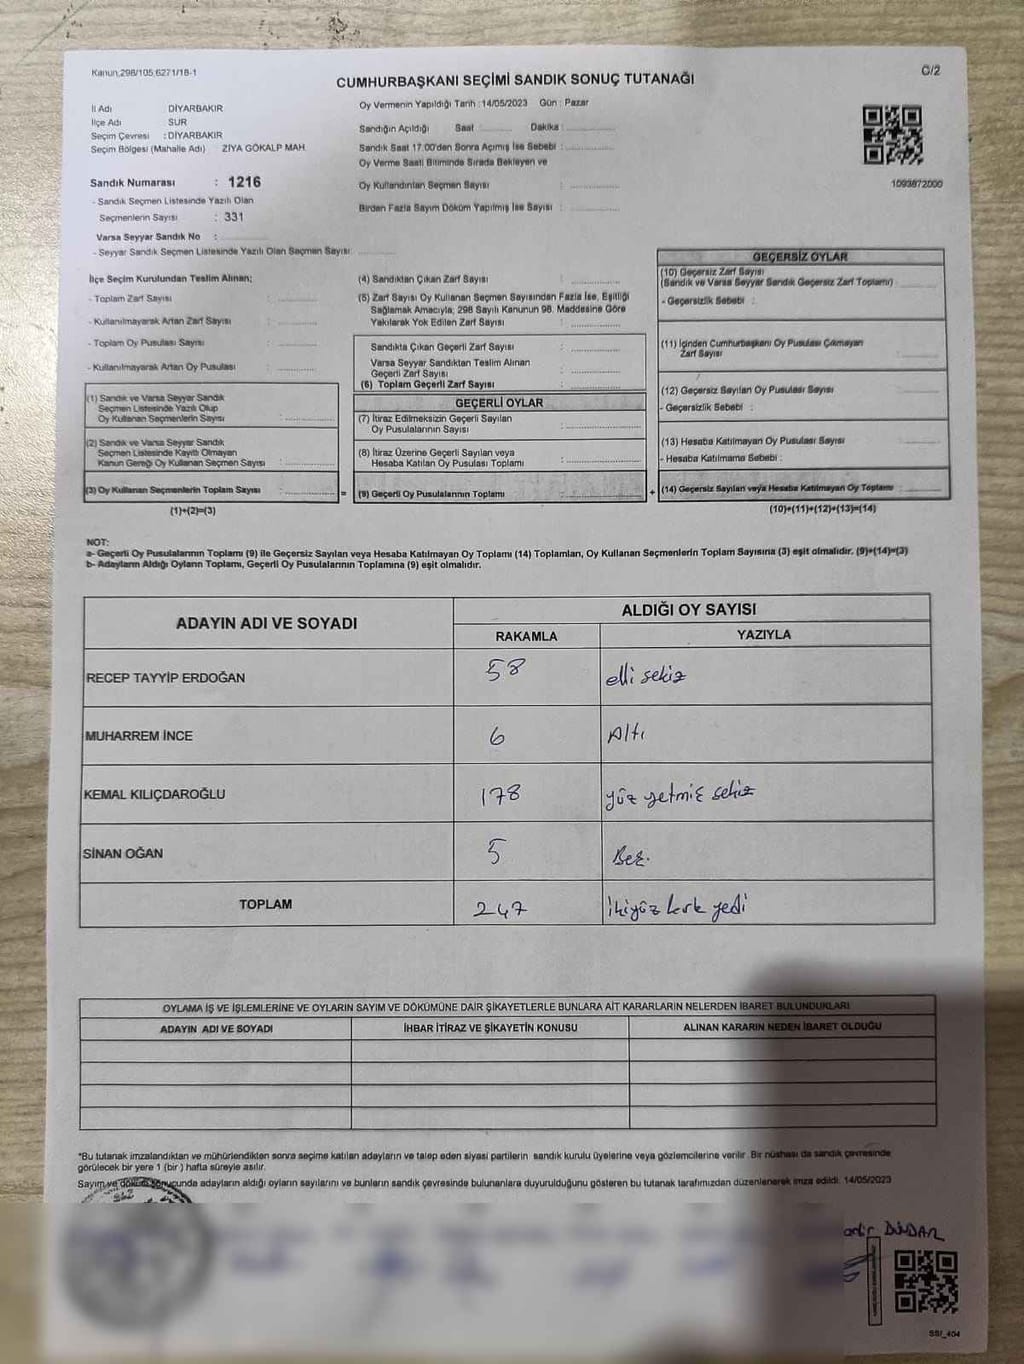 Kanun:298/105,6271/18-1
C/2
CUMHURBAŞKANI SEÇİMİ SANDIK SONUÇ TUTANAĞI
İl Adı DİYARBAKIR
İlçe Adı SUR
Seçim Çevresi : DİYARBAKIR
Seçim Bölgesi (Mahalle Adı) ZİYA GÖKALP MAH.
Sandık Numarası : 1216
- Sandık Seçmen Listesinde Yazılı Olan
Seçmenlerin Sayısı : 331
Varsa Seyyar Sandık No :
- Seyyar Sandık Seçmen Listesinde Yazılı Olan Seçmen Sayısı:
Oy Vermenin Yapıldığı Tarih :14/05/2023 Gün : Pazar
Sandığın Açıldığı Saat : Dakika :
Sandık Saat 17.00'den Sonra Açımış İse Sebebi :
Oy Verme Saati Bitiminde Sırada Bekleyen ve
Oy Kullandırılan Seçmen Sayısı :
Birden Fazla Sayım Döküm Yapılmış İse Sayısı :
1093872000
İlçe Seçim Kurulundan Teslim Alınan;
- Toplam Zarf Sayısı :
- Kullanılmayarak Artan Zarf Sayısı :
- Toplam Oy Pusulası Sayısı :
- Kullanılmayarak Artan Oy Pusulası :
(1) Sandık ve Varsa Seyyar Sandık
Seçmen Listesinde Yazılı Olup
Oy Kullanan Seçmenlerin Sayısı :
(2) Sandık ve Varsa Seyyar Sandık
Seçmen Listesinde Kayıtlı Olmayan
Kanun Gereği Oy Kullanan Seçmen Sayısı :
(3) Oy Kullanan Seçmenlerin Toplam Sayısı :
(1)+(2)=(3)
=
(4) Sandıktan Çıkan Zarf Sayısı :
(5) Zarf Sayısı Oy Kullanan Seçmen Sayısından Fazla İse, Eşitliği
Sağlamak Amacıyla; 298 Sayılı Kanunun 98. Maddesine Göre
Yakılarak Yok Edilen Zarf Sayısı :
Sandıkta Çıkan Geçerli Zarf Sayısı :
Varsa Seyyar Sandıktan Teslim Alınan
Geçerli Zarf Sayısı :
(6) Toplam Geçerli Zarf Sayısı :
GEÇERLİ OYLAR
(7) İtiraz Edilmeksizin Geçerli Sayılan
Oy Pusulalarının Sayısı :
(8) İtiraz Üzerine Geçerli Sayılan veya
Hesaba Katılan Oy Pusulası Toplamı :
(9) Geçerli Oy Pusulalarının Toplamı :
+
GEÇERSİZ OYLAR
(10) Geçersiz Zarf Sayısı
(Sandık ve Varsa Seyyar Sandık Geçersiz Zarf Toplamı) :
- Geçersizlik Sebebi :
(11) İçinden Cumhurbaşkanı Oy Pusulası Çıkmayan
Zarf Sayısı :
(12) Geçersiz Sayılan Oy Pusulası Sayısı :
- Geçersizlik Sebebi :
(13) Hesaba Katılmayan Oy Pusulası Sayısı :
- Hesaba Katılmama Sebebi :
(14) Geçersiz Sayılan veya Hesaba Katılmayan Oy Toplamı :
(10)+(11)+(12)+(13)=(14)
NOT:
a- Geçerli Oy Pusulalarının Toplamı (9) ile Geçersiz Sayılan veya Hesaba Katılmayan Oy Toplamı (14) Toplamları, Oy Kullanan Seçmenlerin Toplam Sayısına (3) eşit olmalıdır. (9)+(14)=(3)
b- Adayların Aldığı Oyların Toplamı, Geçerli Oy Pusulalarının Toplamına (9) eşit olmalıdır.
ADAYIN ADI VE SOYADI ALDIĞI OY SAYISI
RAKAMLA YAZIYLA
RECEP TAYYİP ERDOĞAN 58 elli sekiz
MUHARREM İNCE 6 Altı
KEMAL KILIÇDAROĞLU 178 yüz yetmiş sekiz
SİNAN OĞAN 5 Beş.
TOPLAM 247 ikiyüz kırk yedi
OYLAMA İŞ VE İŞLEMLERİNE VE OYLARIN SAYIM VE DÖKÜMÜNE DAİR ŞİKAYETLERLE BUNLARA AİT KARARLARIN NELERDEN İBARET BULUNDUKLARI
ADAYIN ADI VE SOYADI İHBAR İTİRAZ VE ŞİKAYETİN KONUSU ALINAN KARARIN NEDEN İBARET OLDUĞU
*Bu tutanak imzalandıktan ve mühürlendikten sonra seçime katılan adayların ve talep eden siyasi partilerin sandık kurulu üyelerine veya gözlemcilerine verilir. Bir nüshası da sandık çevresinde
görülecek bir yere 1 (bir) hafta süreyle asılır.
Sayım ve döküm sonucunda adayların aldığı oyların sayılarını ve bunların sandık çevresinde bulunanlara duyurulduğunu gösteren bu tutanak tarafımızdan düzenlenerek imza edildi. 14/05/2023
SSI_404